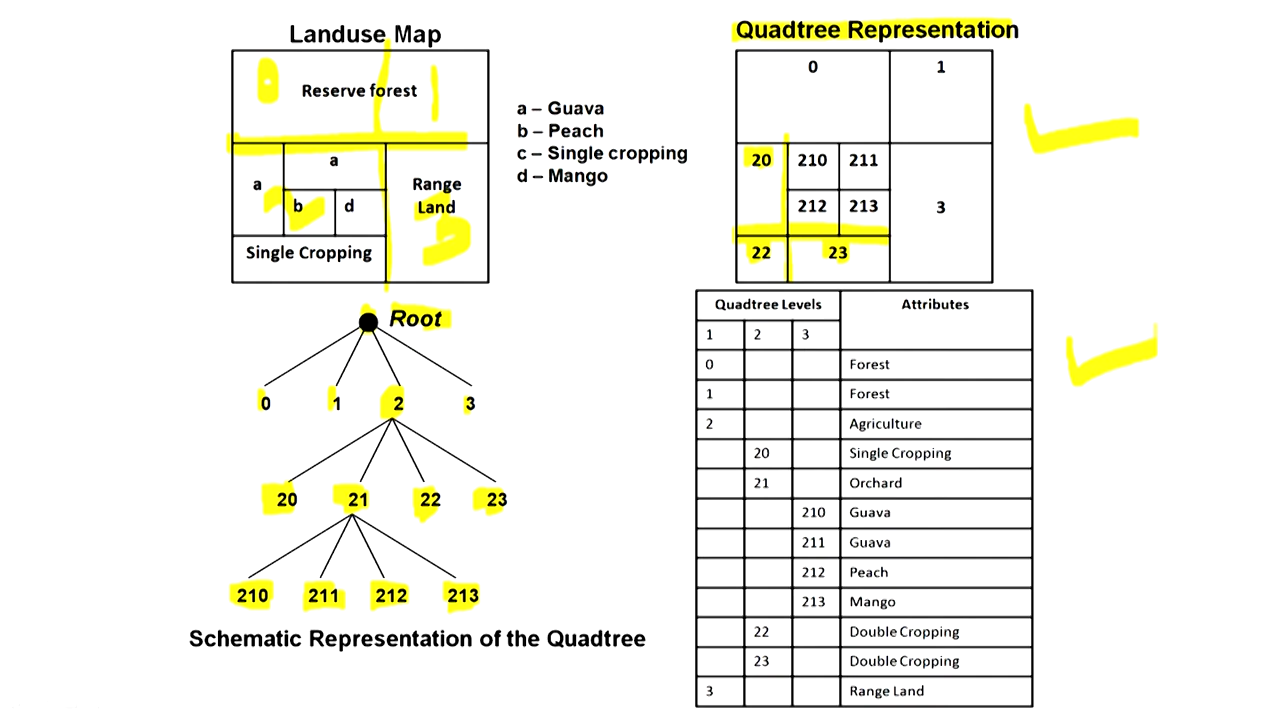 Landuse Map
0
1
Reserve forest
a
a
b
d
2
Range
Land
3
Single Cropping
a – Guava
b – Peach
c – Single cropping
d – Mango
Quadtree Representation
0
1
20
210
211
212
213
3
22
23
Root
0
1
2
3
20
21
22
23
210
211
212
213
Schematic Representation of the Quadtree
Quadtree Levels
Attributes
1
2
3
0
Forest
1
Forest
2
Agriculture
20
Single Cropping
21
Orchard
210
Guava
211
Guava
212
Peach
213
Mango
22
Double Cropping
23
Double Cropping
3
Range Land